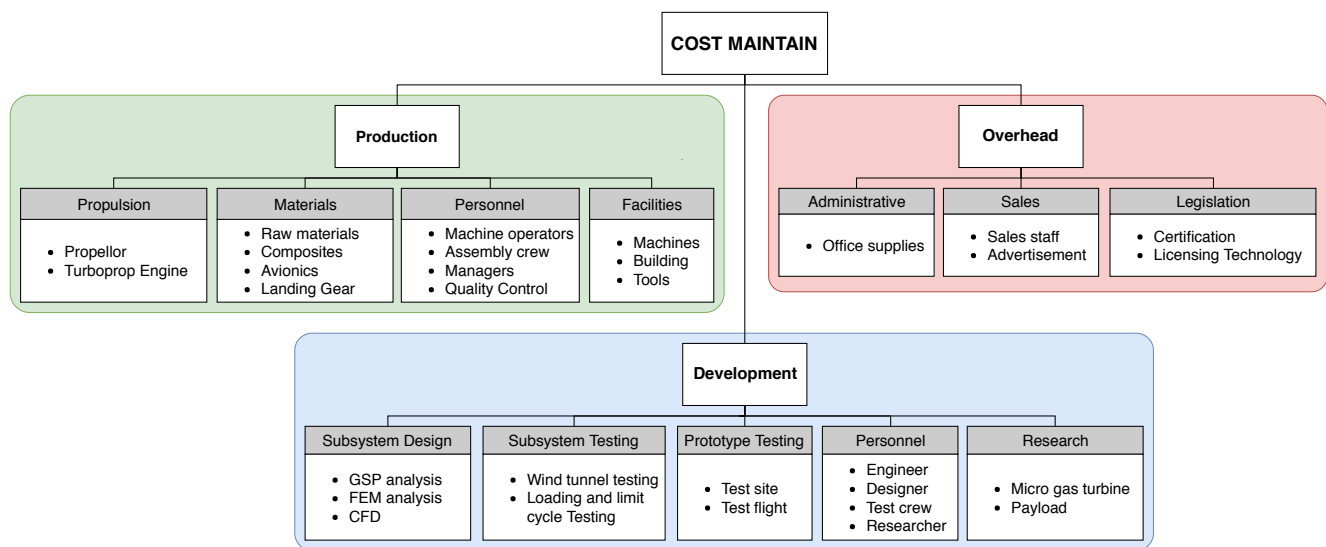 COST MAINTAIN
Production
Propulsion
• Propellor
• Turboprop Engine
Materials
• Raw materials
• Composites
• Avionics
• Landing Gear
Personnel
• Machine operators
• Assembly crew
• Managers
• Quality Control
Facilities
• Machines
• Building
• Tools
Overhead
Administrative
• Office supplies
Sales
• Sales staff
• Advertisement
Legislation
• Certification
• Licensing Technology
Development
Subsystem Design
• GSP analysis
• FEM analysis
• CFD
Subsystem Testing
• Wind tunnel testing
• Loading and limit
cycle Testing
Prototype Testing
• Test site
• Test flight
Personnel
• Engineer
• Designer
• Test crew
• Researcher
Research
• Micro gas turbine
• Payload